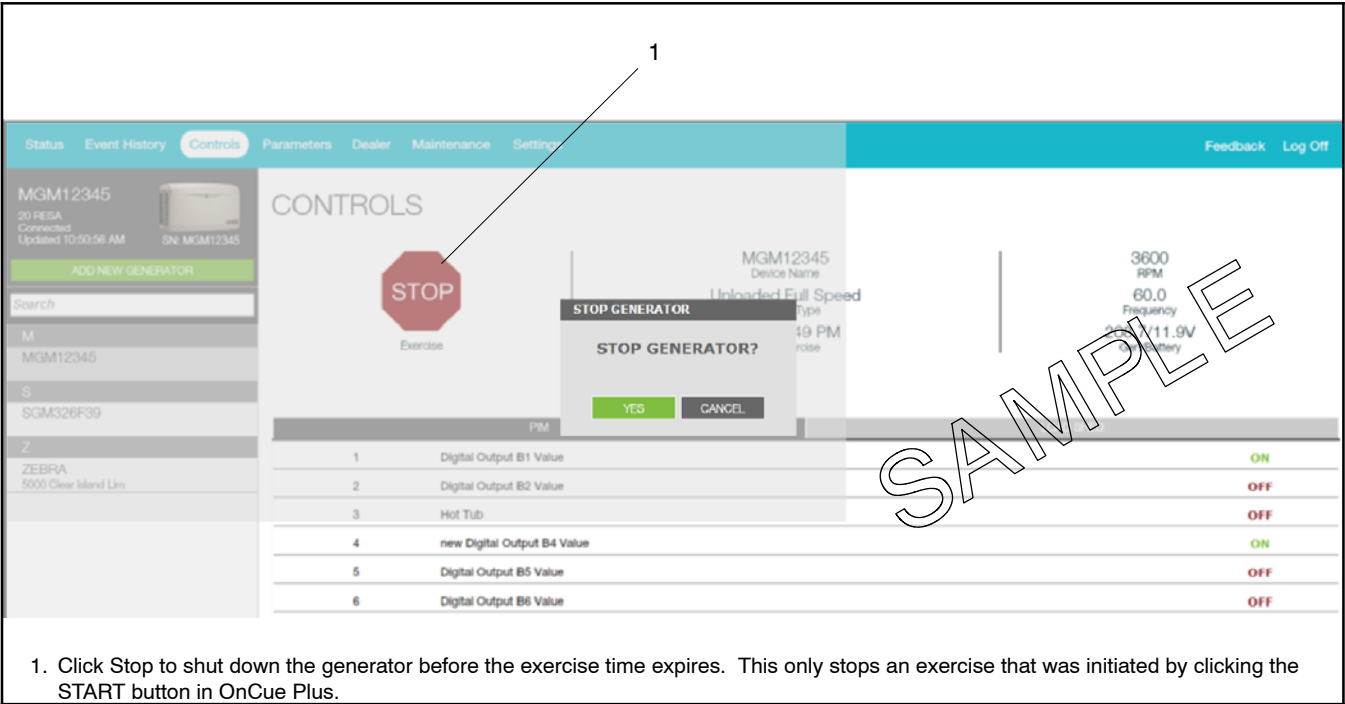 1
Status Event History Controls Parameters Dealer Maintenance Settings Feedback Log Off
MGM12345
20 RESA
Connected
Updated 10:50:56 AM SN: MGM12345
ADD NEW GENERATOR
Search
M
MGM12345
S
SGM326F39
Z
ZEBRA
5000 Clear Island Lim
CONTROLS
STOP
Exercise
MGM12345
Device Name
Unloaded Full Speed
Type
49 PM
3600
RPM
60.0
Frequency
/11.9V
STOP GENERATOR
STOP GENERATOR?
YES CANCEL
SAMPLE
PIM
1 Digital Output B1 Value ON
2 Digital Output B2 Value OFF
3 Hot Tub OFF
4 new Digital Output B4 Value ON
5 Digital Output B5 Value OFF
6 Digital Output B6 Value OFF
1. Click Stop to shut down the generator before the exercise time expires. This only stops an exercise that was initiated by clicking the
START button in OnCue Plus.